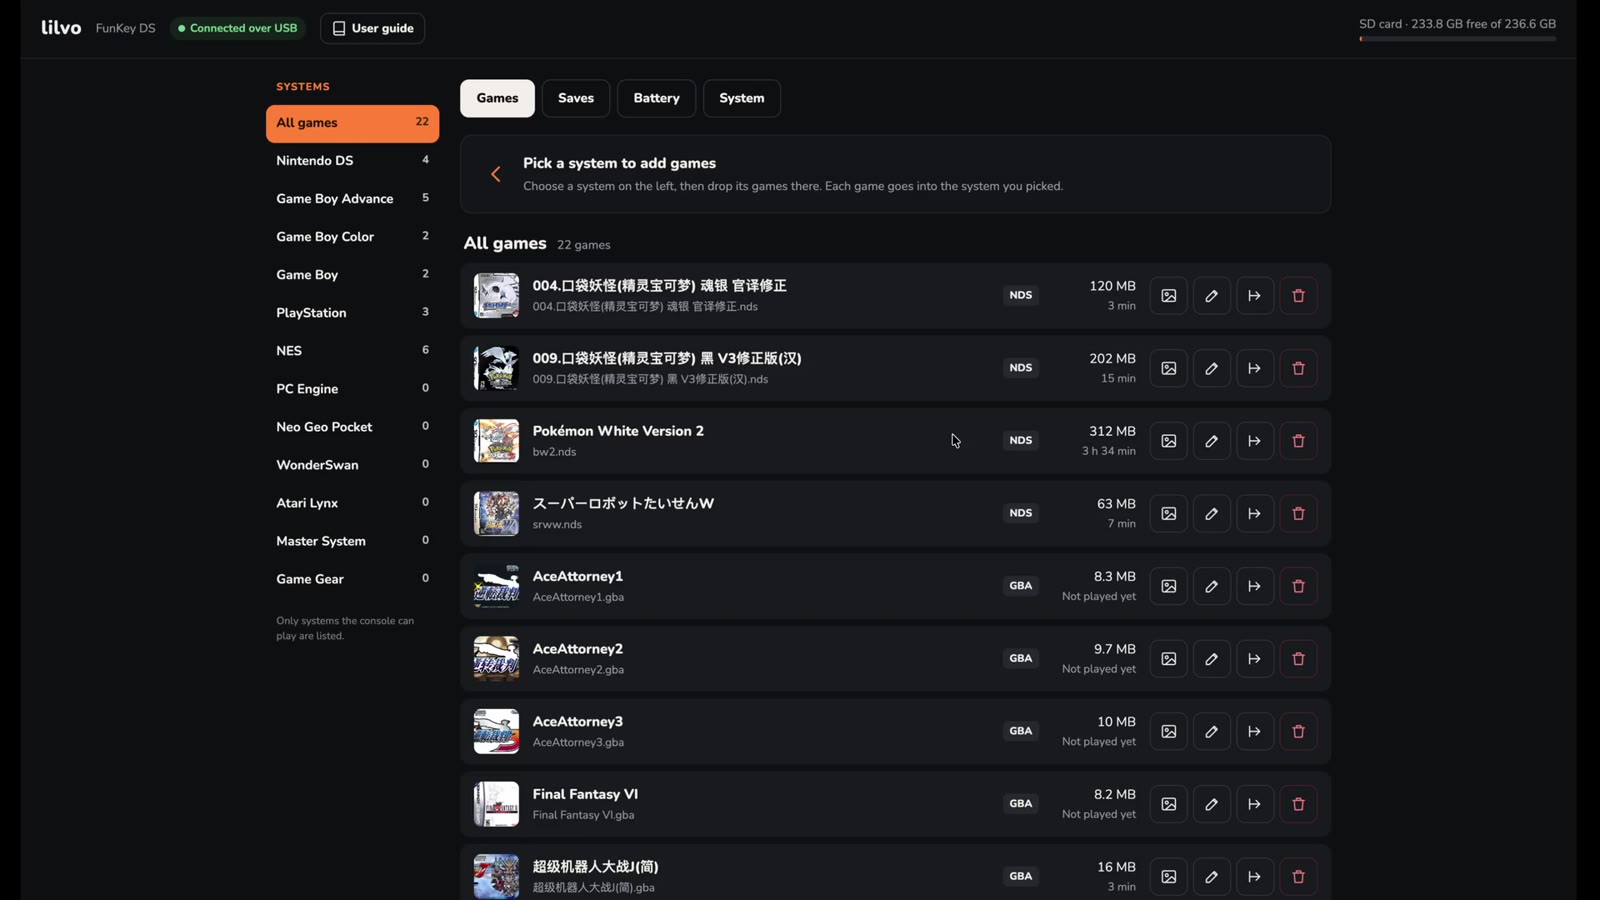 lilvo
FunKey DS
Connected over USB
User guide
SD card · 233.8 GB free of 236.6 GB
SYSTEMS
All games 22
Nintendo DS 4
Game Boy Advance 5
Game Boy Color 2
Game Boy 2
PlayStation 3
NES 6
PC Engine 0
Neo Geo Pocket 0
WonderSwan 0
Atari Lynx 0
Master System 0
Game Gear 0
Only systems the console can
play are listed.
Games
Saves
Battery
System
Pick a system to add games
Choose a system on the left, then drop its games there. Each game goes into the system you picked.
All games 22 games
004.口袋妖怪(精灵宝可梦) 魂银 官译修正
004.口袋妖怪(精灵宝可梦) 魂银 官译修正.nds
NDS
120 MB
3 min
009.口袋妖怪(精灵宝可梦) 黑 V3修正版(汉)
009.口袋妖怪(精灵宝可梦) 黑 V3修正版(汉).nds
NDS
202 MB
15 min
Pokémon White Version 2
bw2.nds
NDS
312 MB
3 h 34 min
スーパーロボットたいせんW
srww.nds
NDS
63 MB
7 min
AceAttorney1
AceAttorney1.gba
GBA
8.3 MB
Not played yet
AceAttorney2
AceAttorney2.gba
GBA
9.7 MB
Not played yet
AceAttorney3
AceAttorney3.gba
GBA
10 MB
Not played yet
Final Fantasy VI
Final Fantasy VI.gba
GBA
8.2 MB
Not played yet
超级机器人大战J(简)
超级机器人大战J(简).gba
GBA
16 MB
3 min